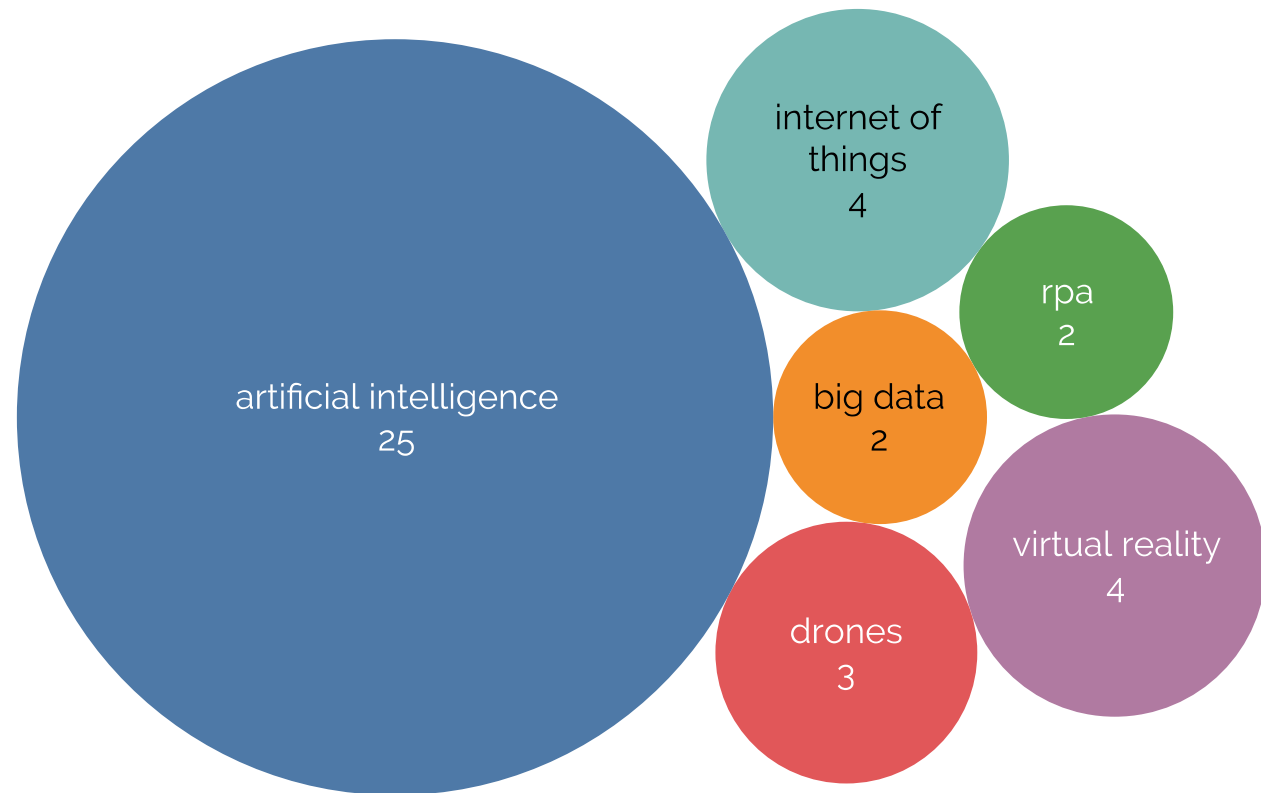 artificial intelligence
25
internet of
things
4
rpa
2
big data
2
virtual reality
4
drones
3